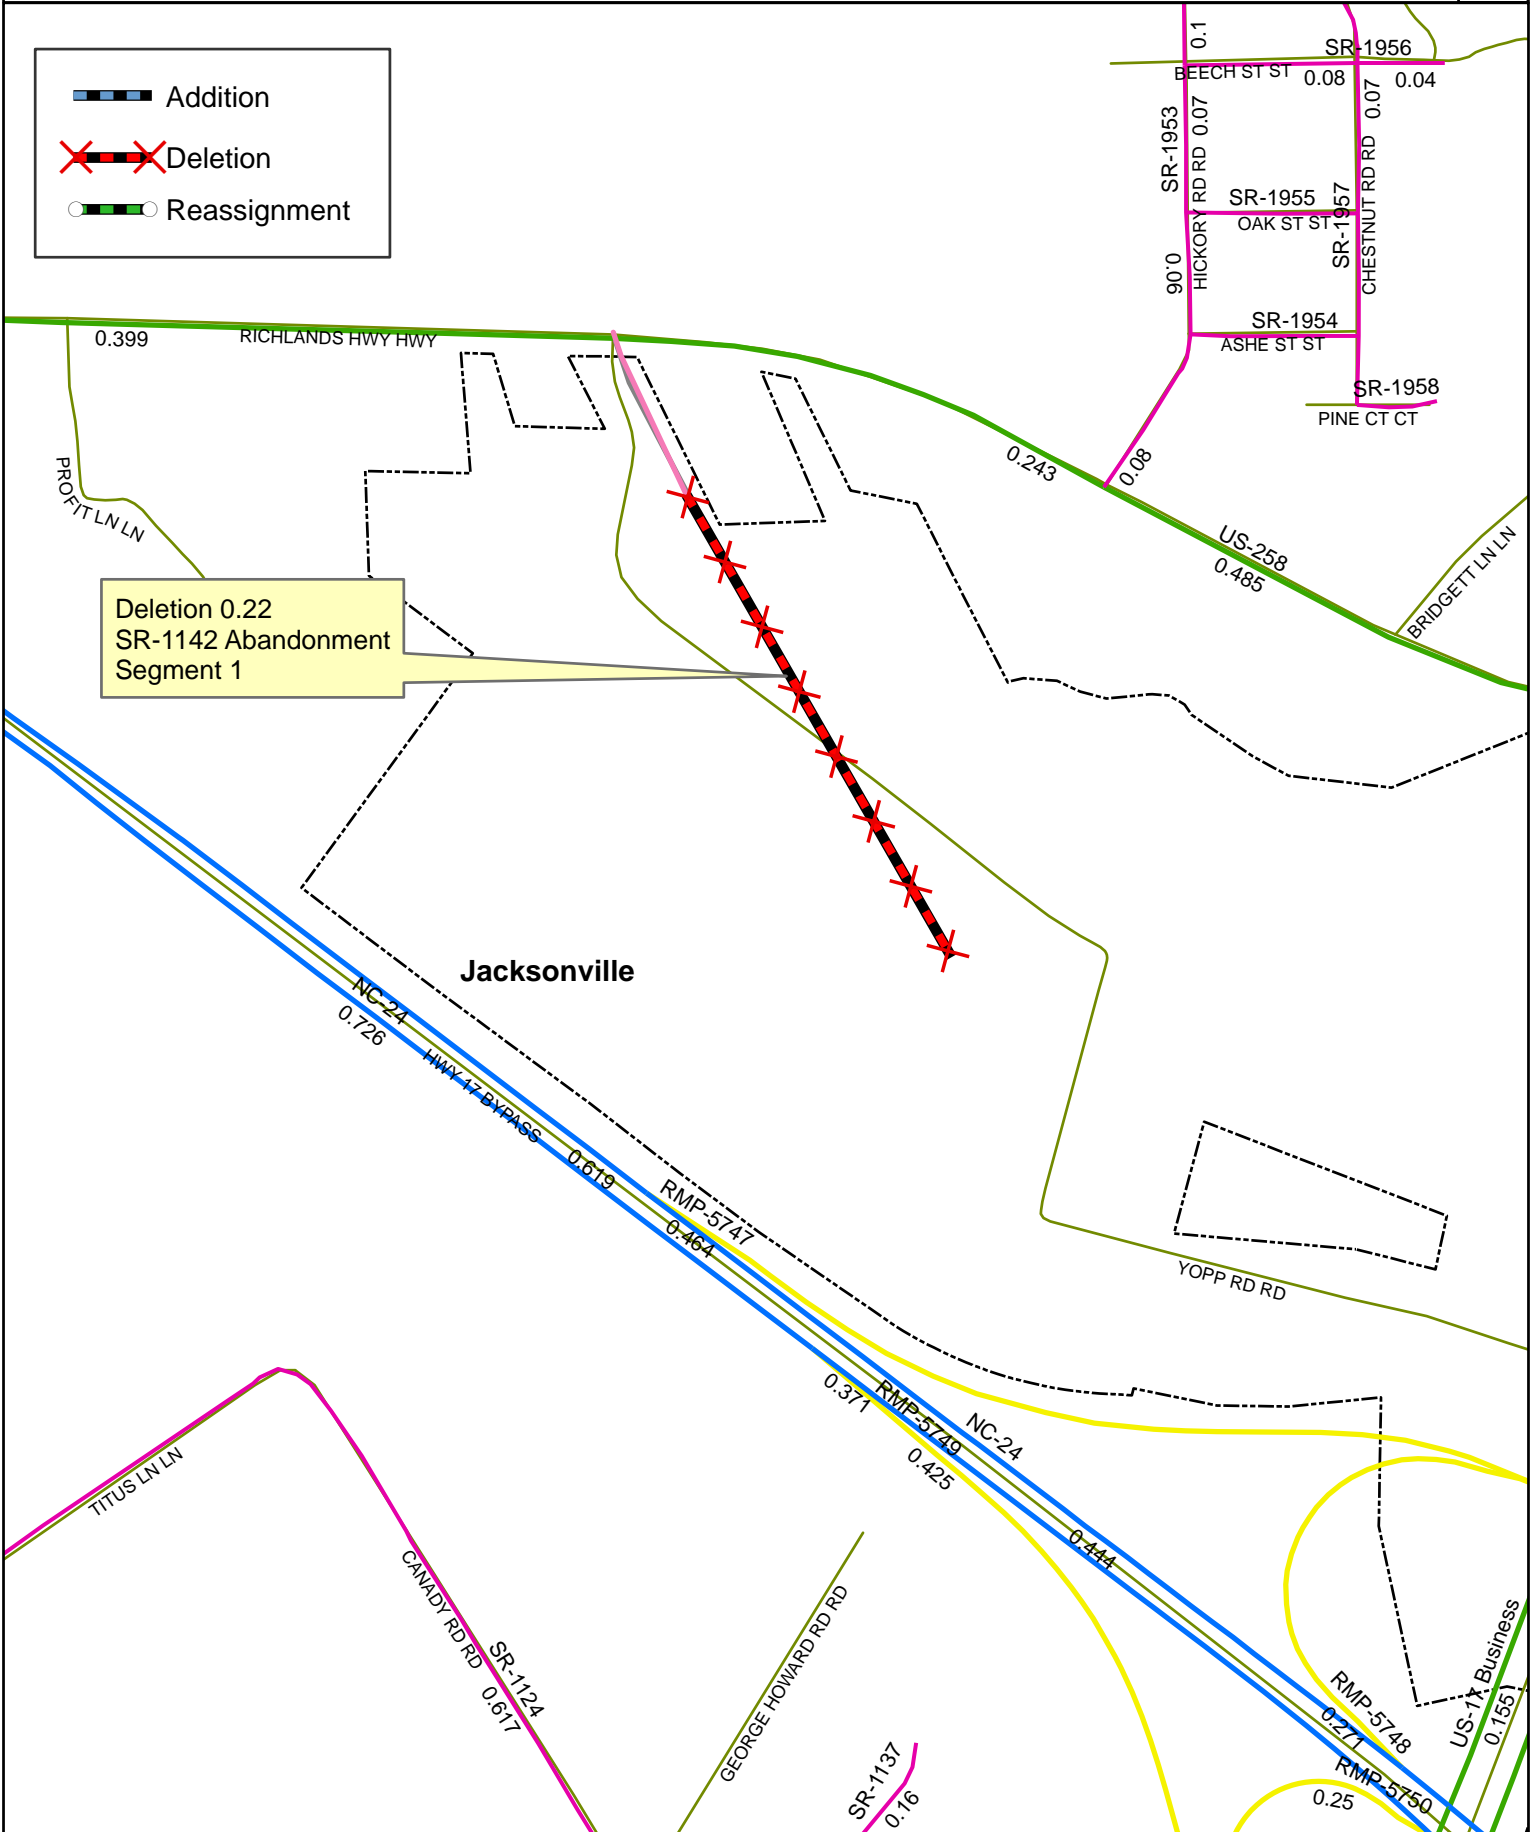 Addition
Deletion
Reassignment
0.1
SR-1956
BEECH ST ST
0.08
0.04
SR-1953
HICKORY RD RD
0.07
0.07
SR-1955
OAK ST ST
SR-1957
CHESTNUT RD RD
0.06
SR-1954
ASHE ST ST
SR-1958
PINE CT CT
0.399
RICHLANDS HWY HWY
0.243
0.08
US-258
0.485
BRIDGETT LN LN
PROFIT LN LN
Deletion 0.22
SR-1142 Abandonment
Segment 1
Jacksonville
NC-24
0.726
HWY 17 BYPASS
0.619
RMP-5747
0.464
YOPP RD RD
0.371
RMP-5749
NC-24
0.425
TITUS LN LN
0.444
CANADY RD RD
SR-1124
0.617
GEORGE HOWARD RD RD
SR-1137
0.16
RMP-5748
0.271
US-17 Business
0.155
RMP-5750
0.25